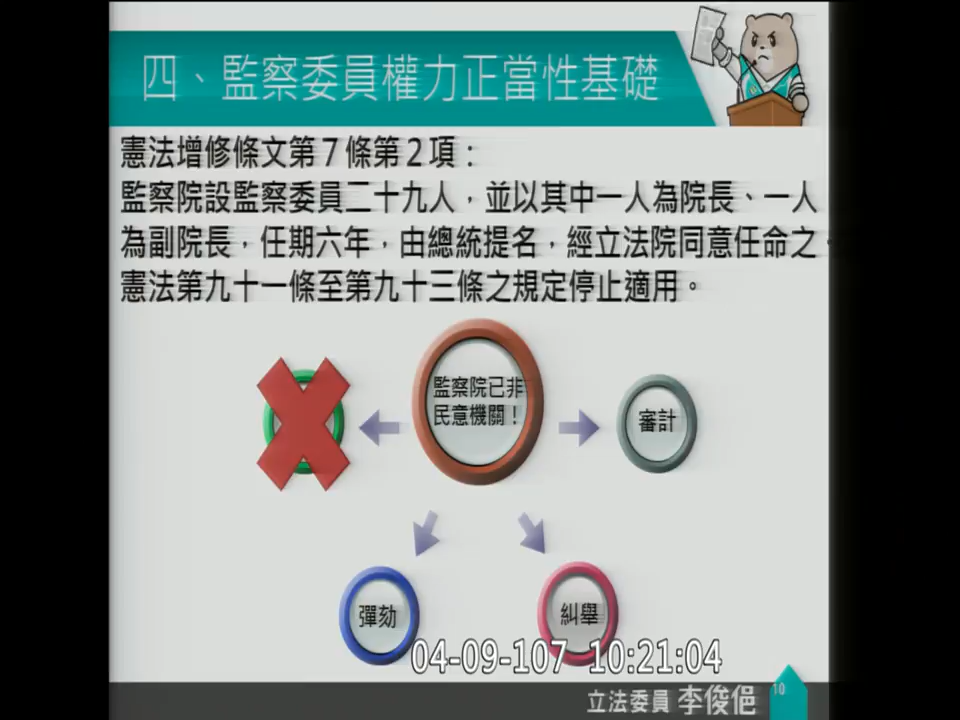 四、監察委員權力正當性基礎
憲法增修條文第7條第2項：
監察院設監察委員二十九人，並以其中一人為院長、一人
為副院長，任期六年，由總統提名，經立法院同意任命之。
憲法第九十一條至第九十三條之規定停止適用。
監察院已非
民意機關！
審計
彈劾
糾舉
04-09-107 10:21:04
立法委員 李俊俋
10